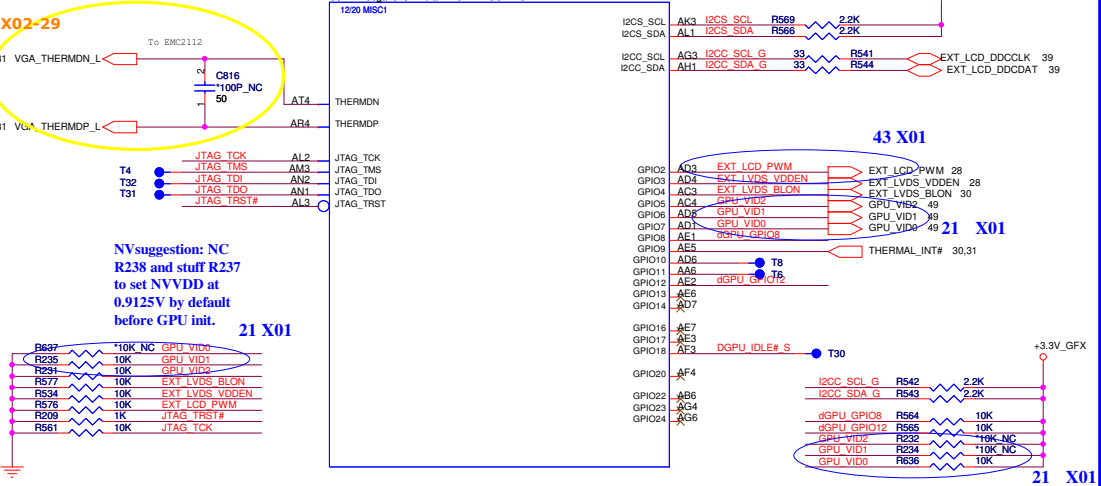 12/20 MISC1
X02-29
To EMC2112
VGA_THERMDN_L
2
C816
*100P_NC
50
1
AT4 THERMDN
VGA_THERMDP_L
AR4 THERMDP
JTAG_TCK AL2 JTAG_TCK
T4 JTAG_TMS AM3 JTAG_TMS
T32 JTAG_TDI AN2 JTAG_TDI
T31 JTAG_TDO AN1 JTAG_TDO
JTAG_TRST# AL3 JTAG_TRST
I2CS_SCL AK3 I2CS_SCL R569 2.2K
I2CS_SDA AL1 I2CS_SDA R566 2.2K
I2CC_SCL AG3 I2CC_SCL_G 33 R541 EXT_LCD_DDCCLK 39
I2CC_SDA AH1 I2CC_SDA_G 33 R544 EXT_LCD_DDCDAT 39
43 X01
GPIO2 AD3 EXT_LCD_PWM EXT_LCD_PWM 28
GPIO3 AD4 EXT_LVDS_VDDEN EXT_LVDS_VDDEN 28
GPIO4 AC3 EXT_LVDS_BLON EXT_LVDS_BLON 30
GPIO5 AC4 GPU_VID2 GPU_VID2 49
GPIO6 AD5 GPU_VID1 GPU_VID1 49
GPIO7 AD1 GPU_VID0 GPU_VID0 49
21 X01
GPIO8 AE1 dGPU_GPIO8
GPIO9 AE5 THERMAL_INT# 30,31
GPIO10 AD6 T8
GPIO11 AA6 T6
GPIO12 AE2 dGPU_GPIO12
GPIO13 AE6
GPIO14 AD7
GPIO16 AE7
GPIO17 AE3
GPIO18 AF3 DGPU_IDLE#_S T30
GPIO20 AF4
GPIO22 AB6
GPIO23 AG4
GPIO24 AG6
NVsuggestion: NC
R238 and stuff R237
to set NVVDD at
0.9125V by default
before GPU init.
21 X01
R637 *10K_NC GPU_VID0
R235 10K GPU_VID1
R231 10K GPU_VID2
R577 10K EXT_LVDS_BLON
R534 10K EXT_LVDS_VDDEN
R576 10K EXT_LCD_PWM
R209 1K JTAG_TRST#
R561 10K JTAG_TCK
+3.3V_GFX
I2CC_SCL_G R542 2.2K
I2CC_SDA_G R543 2.2K
dGPU_GPIO8 R564 10K
dGPU_GPIO12 R565 10K
GPU_VID2 R232 *10K_NC
GPU_VID1 R234 *10K_NC
GPU_VID0 R636 10K
21 X01